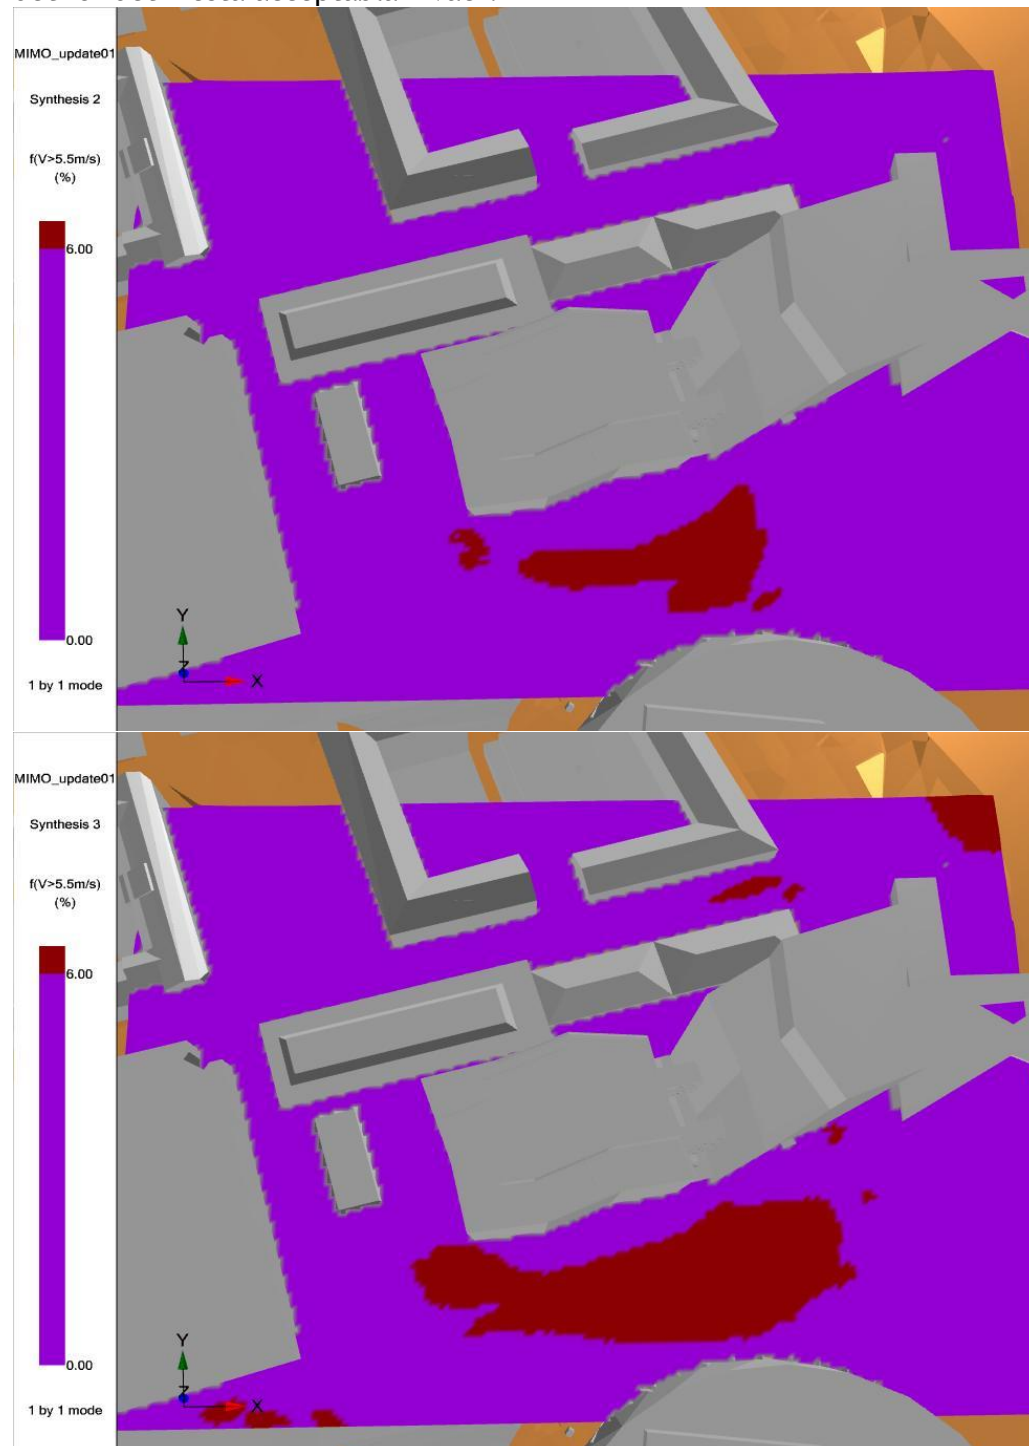 MIMO_update01
Synthesis 2
f(V>5.5m/s)
(%)
6.00
0.00
Y
Z
X
1 by 1 mode
MIMO_update01
Synthesis 3
f(V>5.5m/s)
(%)
6.00
0.00
Y
Z
X
1 by 1 mode